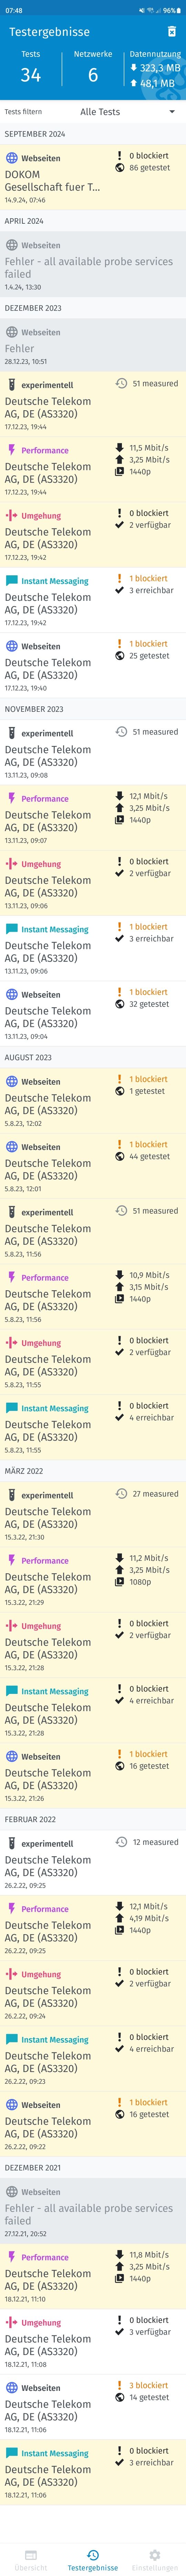 07:48
96%
Testergebnisse
Tests
Netzwerke
Datennutzung
34
6
323,3 MB
48,1 MB
Tests filtern
Alle Tests
SEPTEMBER 2024
Webseiten
0 blockiert
DOKOM
86 getestet
Gesellschaft fuer T...
14.9.24, 07:46
APRIL 2024
Webseiten
Fehler - all available probe services
failed
1.4.24, 13:30
DEZEMBER 2023
Webseiten
Fehler
28.12.23, 10:51
experimentell
51 measured
Deutsche Telekom
AG, DE (AS3320)
17.12.23, 19:44
Performance
11,5 Mbit/s
Deutsche Telekom
3,25 Mbit/s
AG, DE (AS3320)
1440p
17.12.23, 19:44
Umgehung
0 blockiert
Deutsche Telekom
2 verfügbar
AG, DE (AS3320)
17.12.23, 19:42
Instant Messaging
1 blockiert
Deutsche Telekom
3 erreichbar
AG, DE (AS3320)
17.12.23, 19:42
Webseiten
1 blockiert
Deutsche Telekom
25 getestet
AG, DE (AS3320)
17.12.23, 19:40
NOVEMBER 2023
experimentell
51 measured
Deutsche Telekom
AG, DE (AS3320)
13.11.23, 09:08
Performance
12,1 Mbit/s
Deutsche Telekom
3,25 Mbit/s
AG, DE (AS3320)
1440p
13.11.23, 09:07
Umgehung
0 blockiert
Deutsche Telekom
2 verfügbar
AG, DE (AS3320)
13.11.23, 09:06
Instant Messaging
1 blockiert
Deutsche Telekom
3 erreichbar
AG, DE (AS3320)
13.11.23, 09:06
Webseiten
1 blockiert
Deutsche Telekom
32 getestet
AG, DE (AS3320)
13.11.23, 09:04
AUGUST 2023
Webseiten
1 blockiert
Deutsche Telekom
1 getestet
AG, DE (AS3320)
5.8.23, 12:02
Webseiten
1 blockiert
Deutsche Telekom
44 getestet
AG, DE (AS3320)
5.8.23, 12:01
experimentell
51 measured
Deutsche Telekom
AG, DE (AS3320)
5.8.23, 11:56
Performance
10,9 Mbit/s
Deutsche Telekom
3,15 Mbit/s
AG, DE (AS3320)
1440p
5.8.23, 11:56
Umgehung
0 blockiert
Deutsche Telekom
2 verfügbar
AG, DE (AS3320)
5.8.23, 11:55
Instant Messaging
0 blockiert
Deutsche Telekom
4 erreichbar
AG, DE (AS3320)
5.8.23, 11:55
MÄRZ 2022
experimentell
27 measured
Deutsche Telekom
AG, DE (AS3320)
15.3.22, 21:30
Performance
11,2 Mbit/s
Deutsche Telekom
3,25 Mbit/s
AG, DE (AS3320)
1080p
15.3.22, 21:29
Umgehung
0 blockiert
Deutsche Telekom
2 verfügbar
AG, DE (AS3320)
15.3.22, 21:28
Instant Messaging
0 blockiert
Deutsche Telekom
4 erreichbar
AG, DE (AS3320)
15.3.22, 21:28
Webseiten
1 blockiert
Deutsche Telekom
16 getestet
AG, DE (AS3320)
15.3.22, 21:26
FEBRUAR 2022
experimentell
12 measured
Deutsche Telekom
AG, DE (AS3320)
26.2.22, 09:25
Performance
12,1 Mbit/s
Deutsche Telekom
4,19 Mbit/s
AG, DE (AS3320)
1440p
26.2.22, 09:25
Umgehung
0 blockiert
Deutsche Telekom
2 verfügbar
AG, DE (AS3320)
26.2.22, 09:24
Instant Messaging
0 blockiert
Deutsche Telekom
4 erreichbar
AG, DE (AS3320)
26.2.22, 09:23
Webseiten
1 blockiert
Deutsche Telekom
16 getestet
AG, DE (AS3320)
26.2.22, 09:22
DEZEMBER 2021
Webseiten
Fehler - all available probe services
failed
27.12.21, 20:52
Performance
11,8 Mbit/s
Deutsche Telekom
3,25 Mbit/s
AG, DE (AS3320)
1440p
18.12.21, 11:10
Umgehung
0 blockiert
Deutsche Telekom
3 verfügbar
AG, DE (AS3320)
18.12.21, 11:08
Webseiten
3 blockiert
Deutsche Telekom
14 getestet
AG, DE (AS3320)
18.12.21, 11:06
Instant Messaging
0 blockiert
Deutsche Telekom
3 erreichbar
AG, DE (AS3320)
18.12.21, 11:06
Übersicht
Testergebnisse
Einstellungen